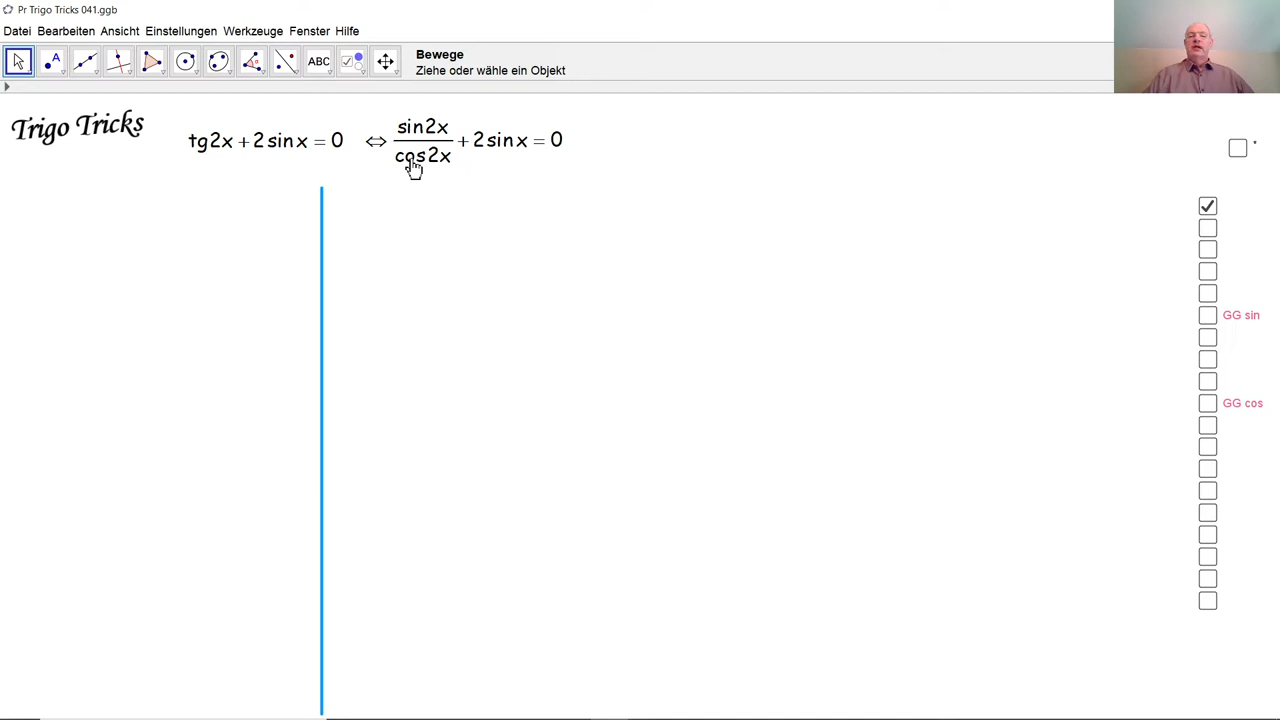 Pr Trigo Tricks 041.ggb
Datei Bearbeiten Ansicht Einstellungen Werkzeuge Fenster Hilfe
A ABC Bewege
Ziehe oder wähle ein Objekt
Trigo Tricks tg2x + 2 sin x = 0 ⇔ sin2x / cos2x + 2 sin x = 0
GG sin
GG cos